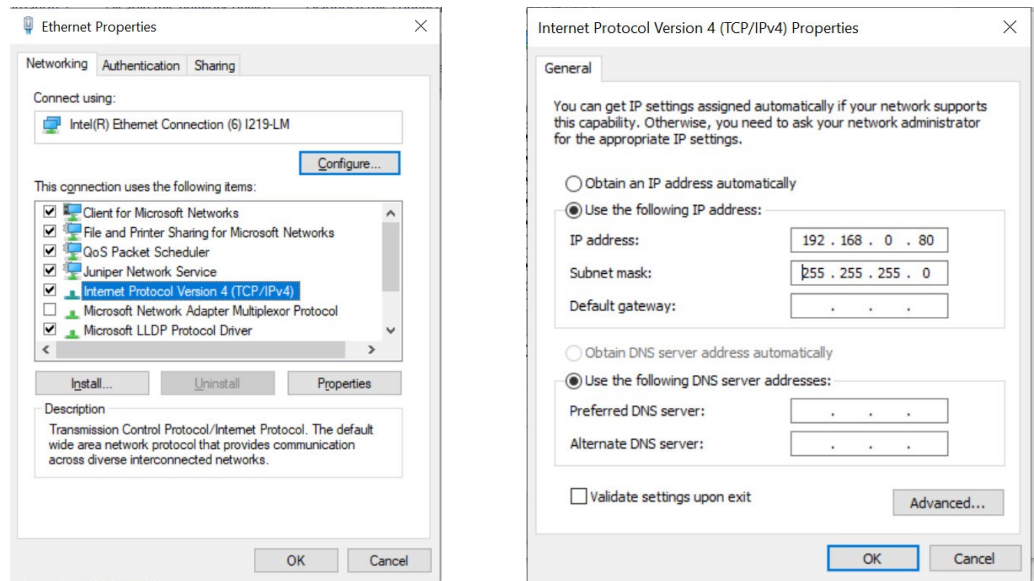 Ethernet Properties
Networking Authentication Sharing
Connect using:
Intel(R) Ethernet Connection (6) I219-LM
Configure...
This connection uses the following items:
Client for Microsoft Networks
File and Printer Sharing for Microsoft Networks
QoS Packet Scheduler
Juniper Network Service
Internet Protocol Version 4 (TCP/IPv4)
Microsoft Network Adapter Multiplexor Protocol
Microsoft LLDP Protocol Driver
Install... Uninstall Properties
Description
Transmission Control Protocol/Internet Protocol. The default
wide area network protocol that provides communication
across diverse interconnected networks.
OK Cancel
Internet Protocol Version 4 (TCP/IPv4) Properties
General
You can get IP settings assigned automatically if your network supports
this capability. Otherwise, you need to ask your network administrator
for the appropriate IP settings.
Obtain an IP address automatically
Use the following IP address:
IP address: 192 . 168 . 0 . 80
Subnet mask: 255 . 255 . 255 . 0
Default gateway: . . .
Obtain DNS server address automatically
Use the following DNS server addresses:
Preferred DNS server: . . .
Alternate DNS server: . . .
Validate settings upon exit
Advanced...
OK Cancel